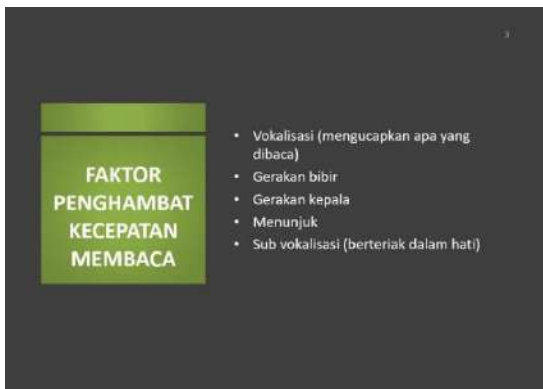 3
FAKTOR
PENGHAMBAT
KECEPATAN
MEMBACA
• Vokalisasi (mengucapkan apa yang
dibaca)
• Gerakan bibir
• Gerakan kepala
• Menunjuk
• Sub vokalisasi (berteriak dalam hati)